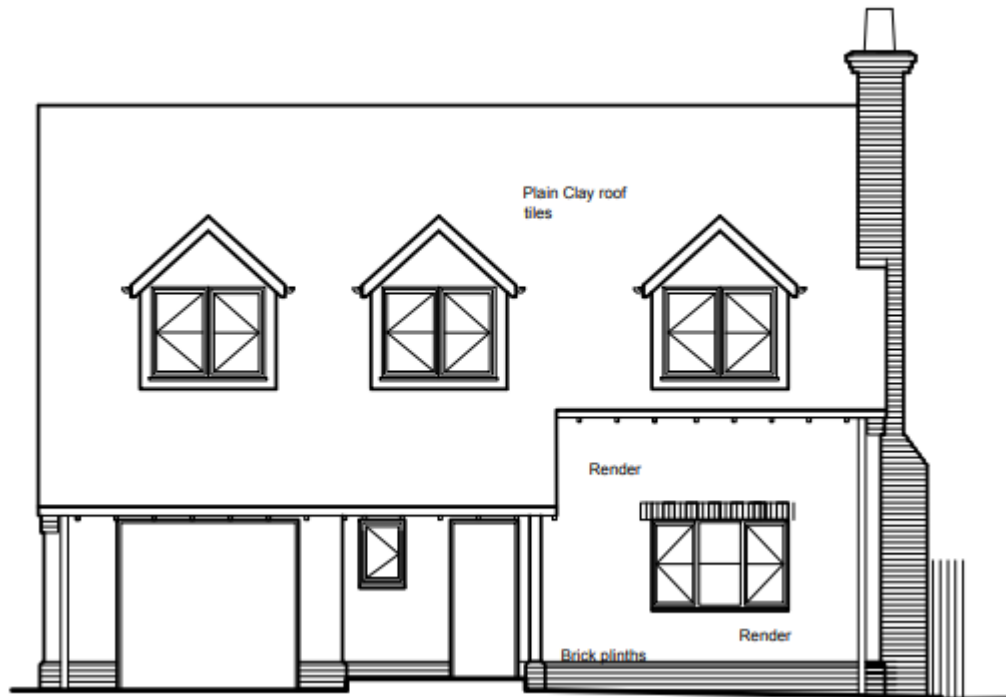 Plain Clay roof
tiles
Render
Render
Brick plinths